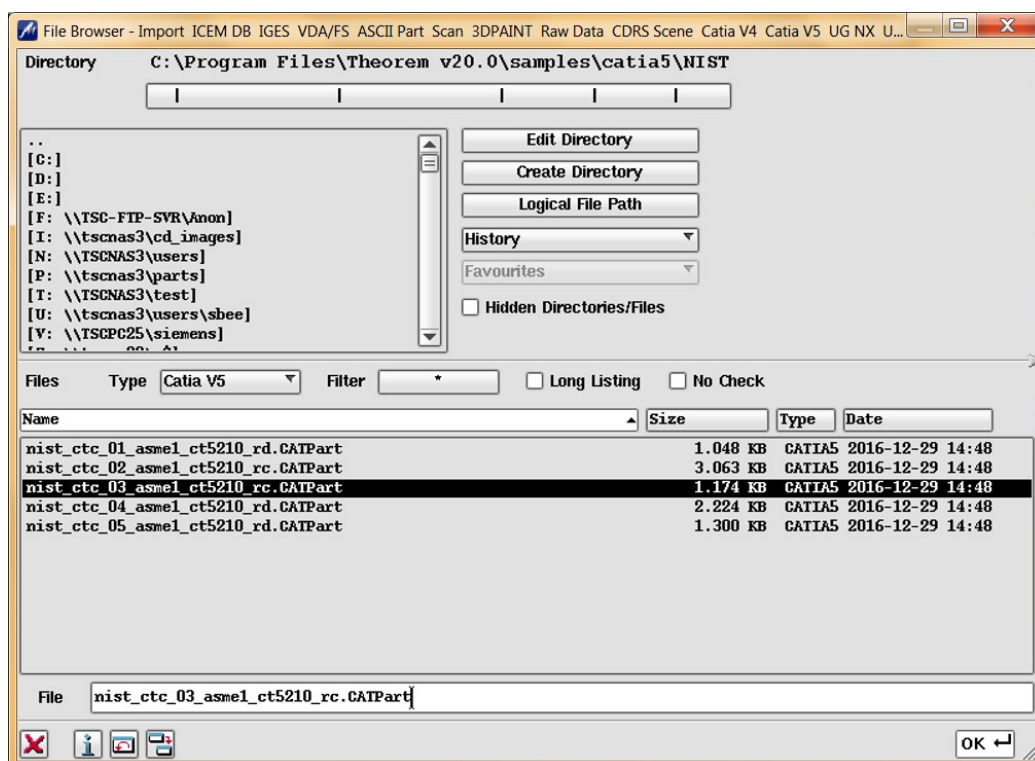 File Browser - Import ICEM DB IGES VDA/FS ASCII Part Scan 3DPAINT Raw Data CDRS Scene Catia V4 Catia V5 UG NX U...
Directory C:\Program Files\Theorem v20.0\samples\catia5\NIST
..
[C:]
[D:]
[E:]
[F: \\TSC-FTP-SVR\Anon]
[I: \\tscnas3\cd_images]
[N: \\TSCNAS3\users]
[P: \\tscnas3\parts]
[T: \\TSCNAS3\test]
[U: \\tscnas3\users\sbee]
[V: \\TSCPC25\siemens]
Edit Directory
Create Directory
Logical File Path
History
Favourites
Hidden Directories/Files
Files Type Catia V5 Filter * Long Listing No Check
Name Size Type Date
nist_ctc_01_asme1_ct5210_rd.CATPart 1.048 KB CATIA5 2016-12-29 14:48
nist_ctc_02_asme1_ct5210_rc.CATPart 3.063 KB CATIA5 2016-12-29 14:48
nist_ctc_03_asme1_ct5210_rc.CATPart 1.174 KB CATIA5 2016-12-29 14:48
nist_ctc_04_asme1_ct5210_rd.CATPart 2.224 KB CATIA5 2016-12-29 14:48
nist_ctc_05_asme1_ct5210_rd.CATPart 1.300 KB CATIA5 2016-12-29 14:48
File nist_ctc_03_asme1_ct5210_rc.CATPart
OK